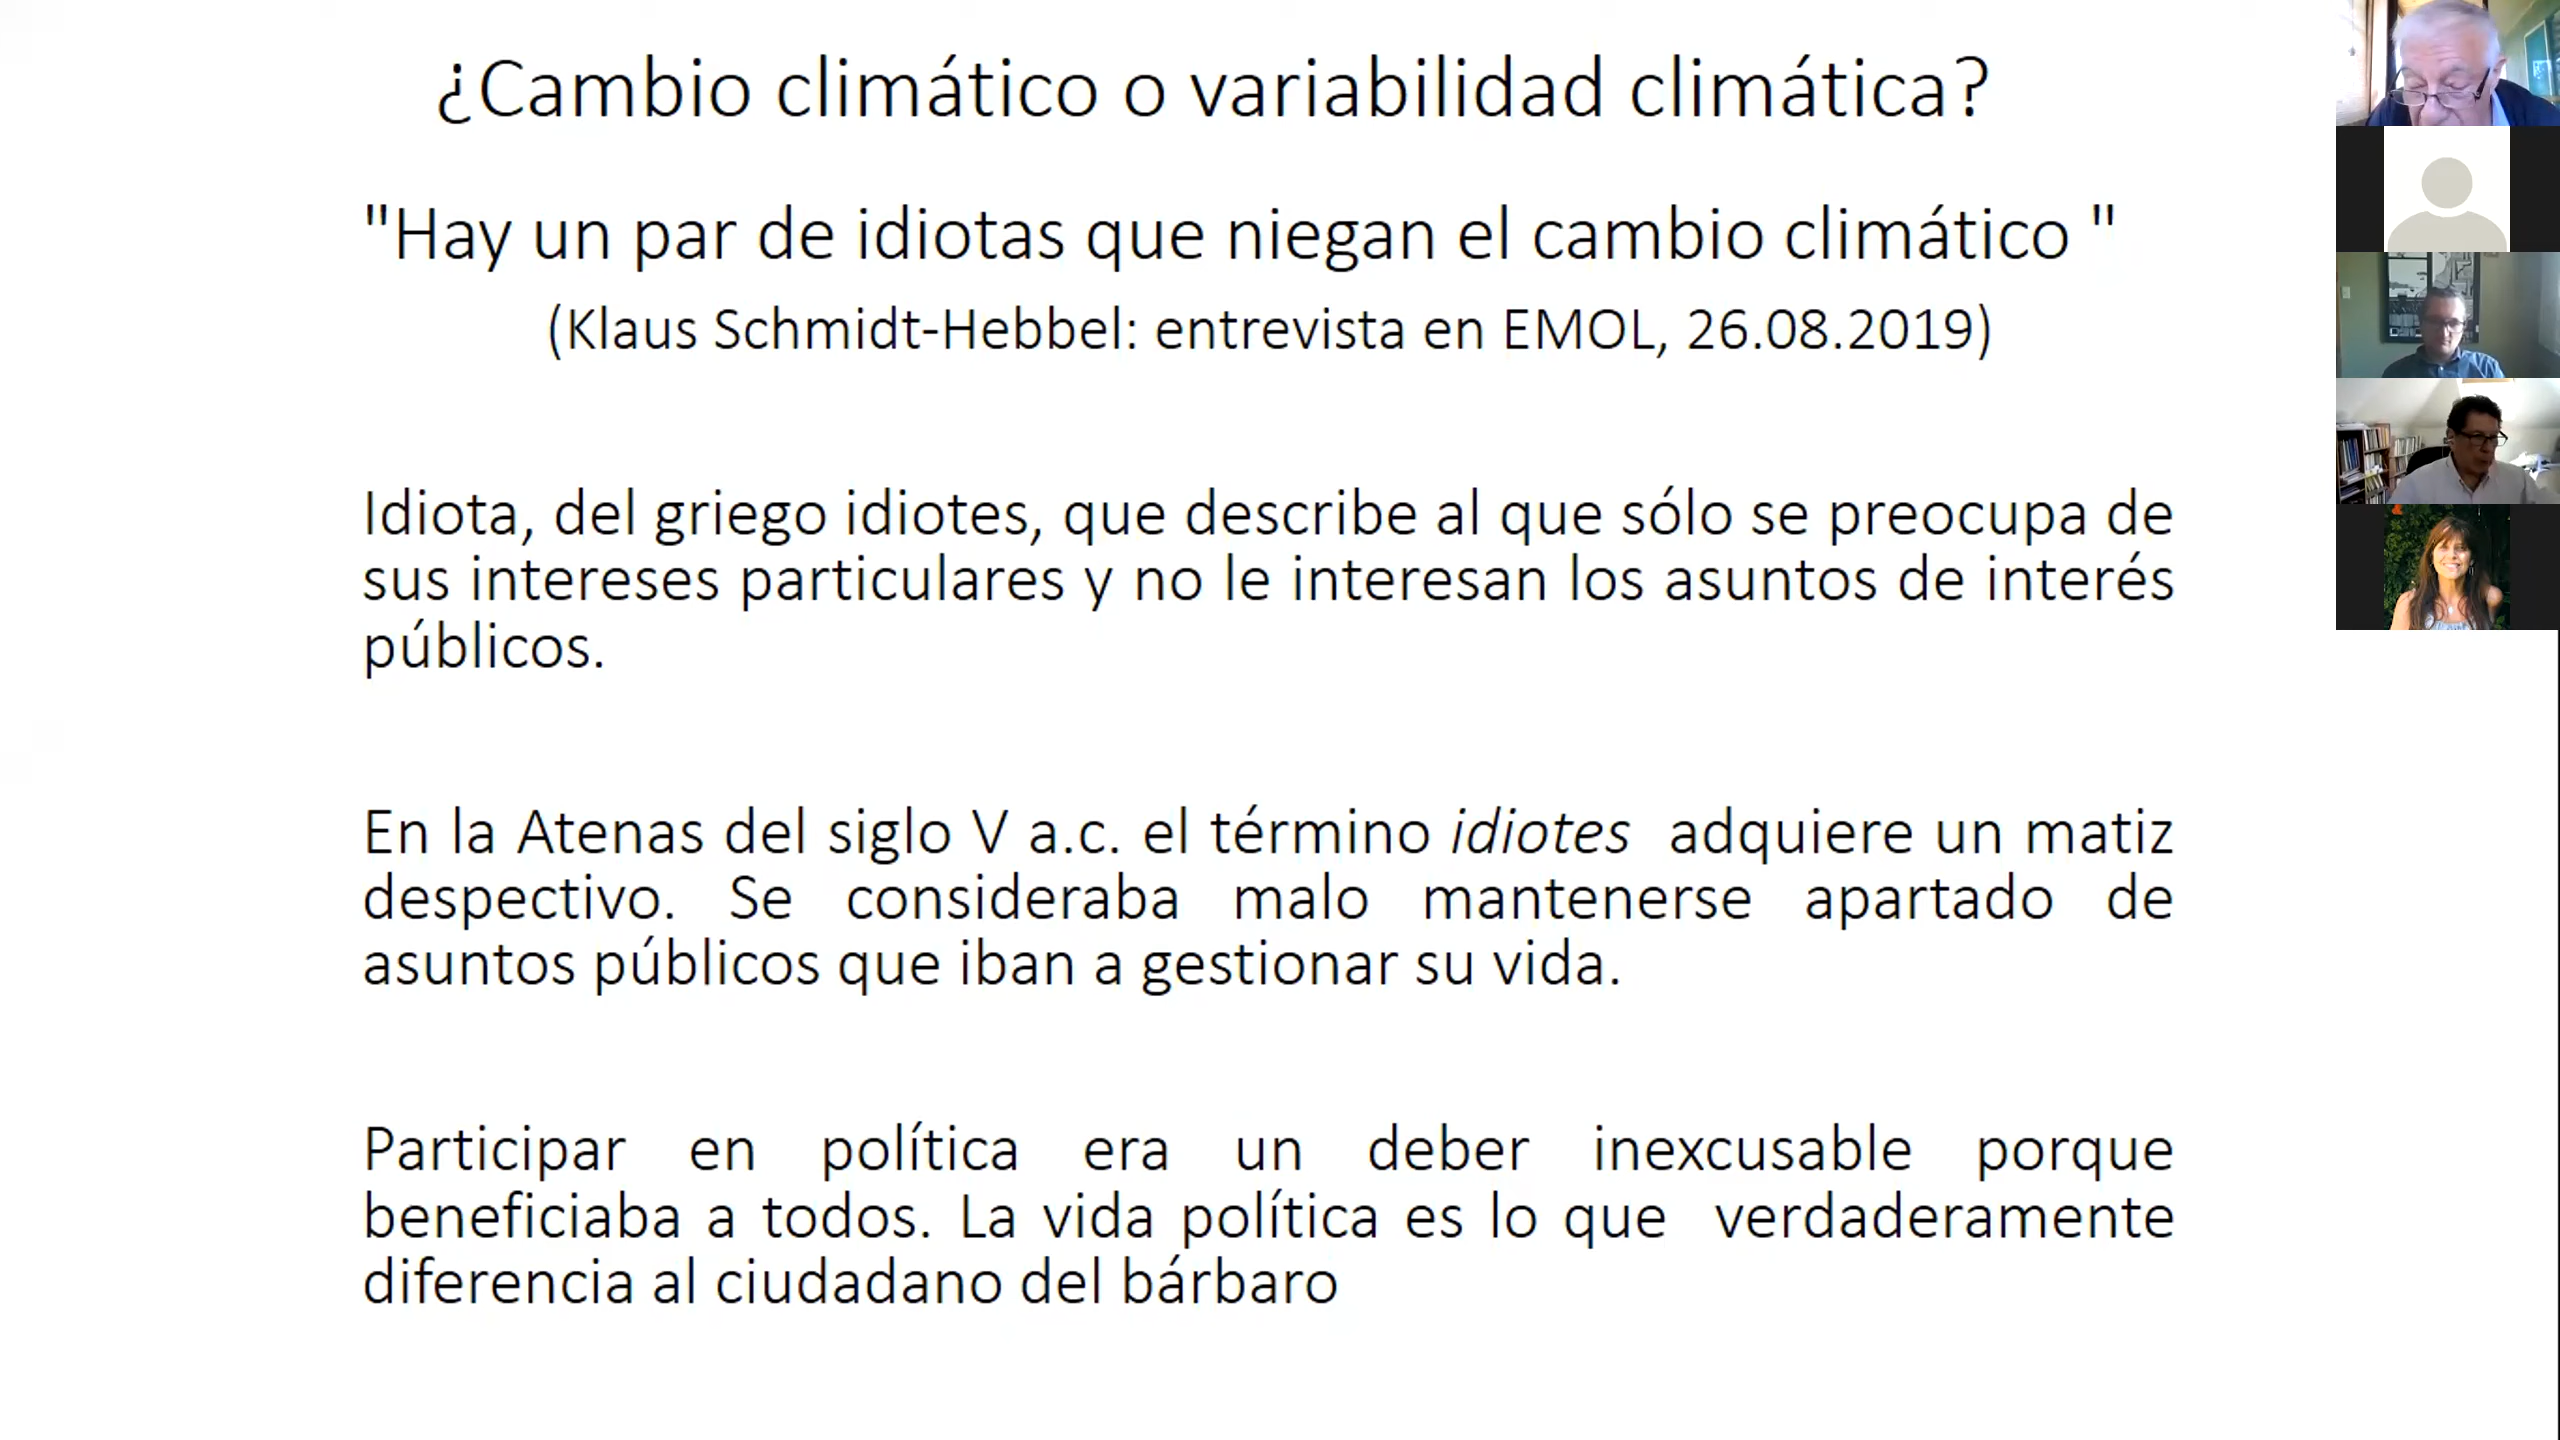 ¿Cambio climático o variabilidad climática?
"Hay un par de idiotas que niegan el cambio climático "
(Klaus Schmidt-Hebbel: entrevista en EMOL, 26.08.2019)
Idiota, del griego idiotes, que describe al que sólo se preocupa de
sus intereses particulares y no le interesan los asuntos de interés
públicos.
En la Atenas del siglo V a.c. el término idiotes  adquiere un matiz
despectivo. Se consideraba malo mantenerse apartado de
asuntos públicos que iban a gestionar su vida.
Participar en política era un deber inexcusable porque
beneficiaba a todos. La vida política es lo que  verdaderamente
diferencia al ciudadano del bárbaro